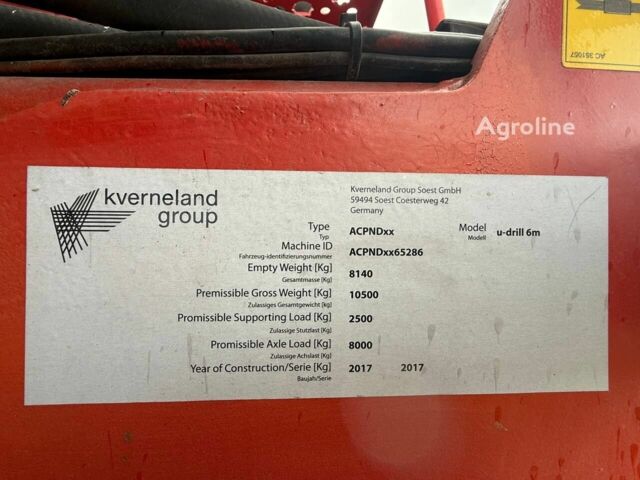 AC 351067
Agroline
kverneland
group
Kverneland Group Soest GmbH
59494 Soest Coesterweg 42
Germany
Type ACPNDxx Model u-drill 6m
Typ Modell
Machine ID ACPNDxx65286
Fahrzeug-identifizierungsnummer
Empty Weight [Kg] 8140
Gesamtmasse [Kg]
Premissible Gross Weight [Kg] 10500
Zulassiges Gesamtgewicht [kg]
Promissible Supporting Load [Kg] 2500
Zulassige Stutzlast [Kg]
Promissible Axle Load [Kg] 8000
Zulassige Achslast [Kg]
Year of Construction/Serie [Kg] 2017 2017
Baujah/Serie